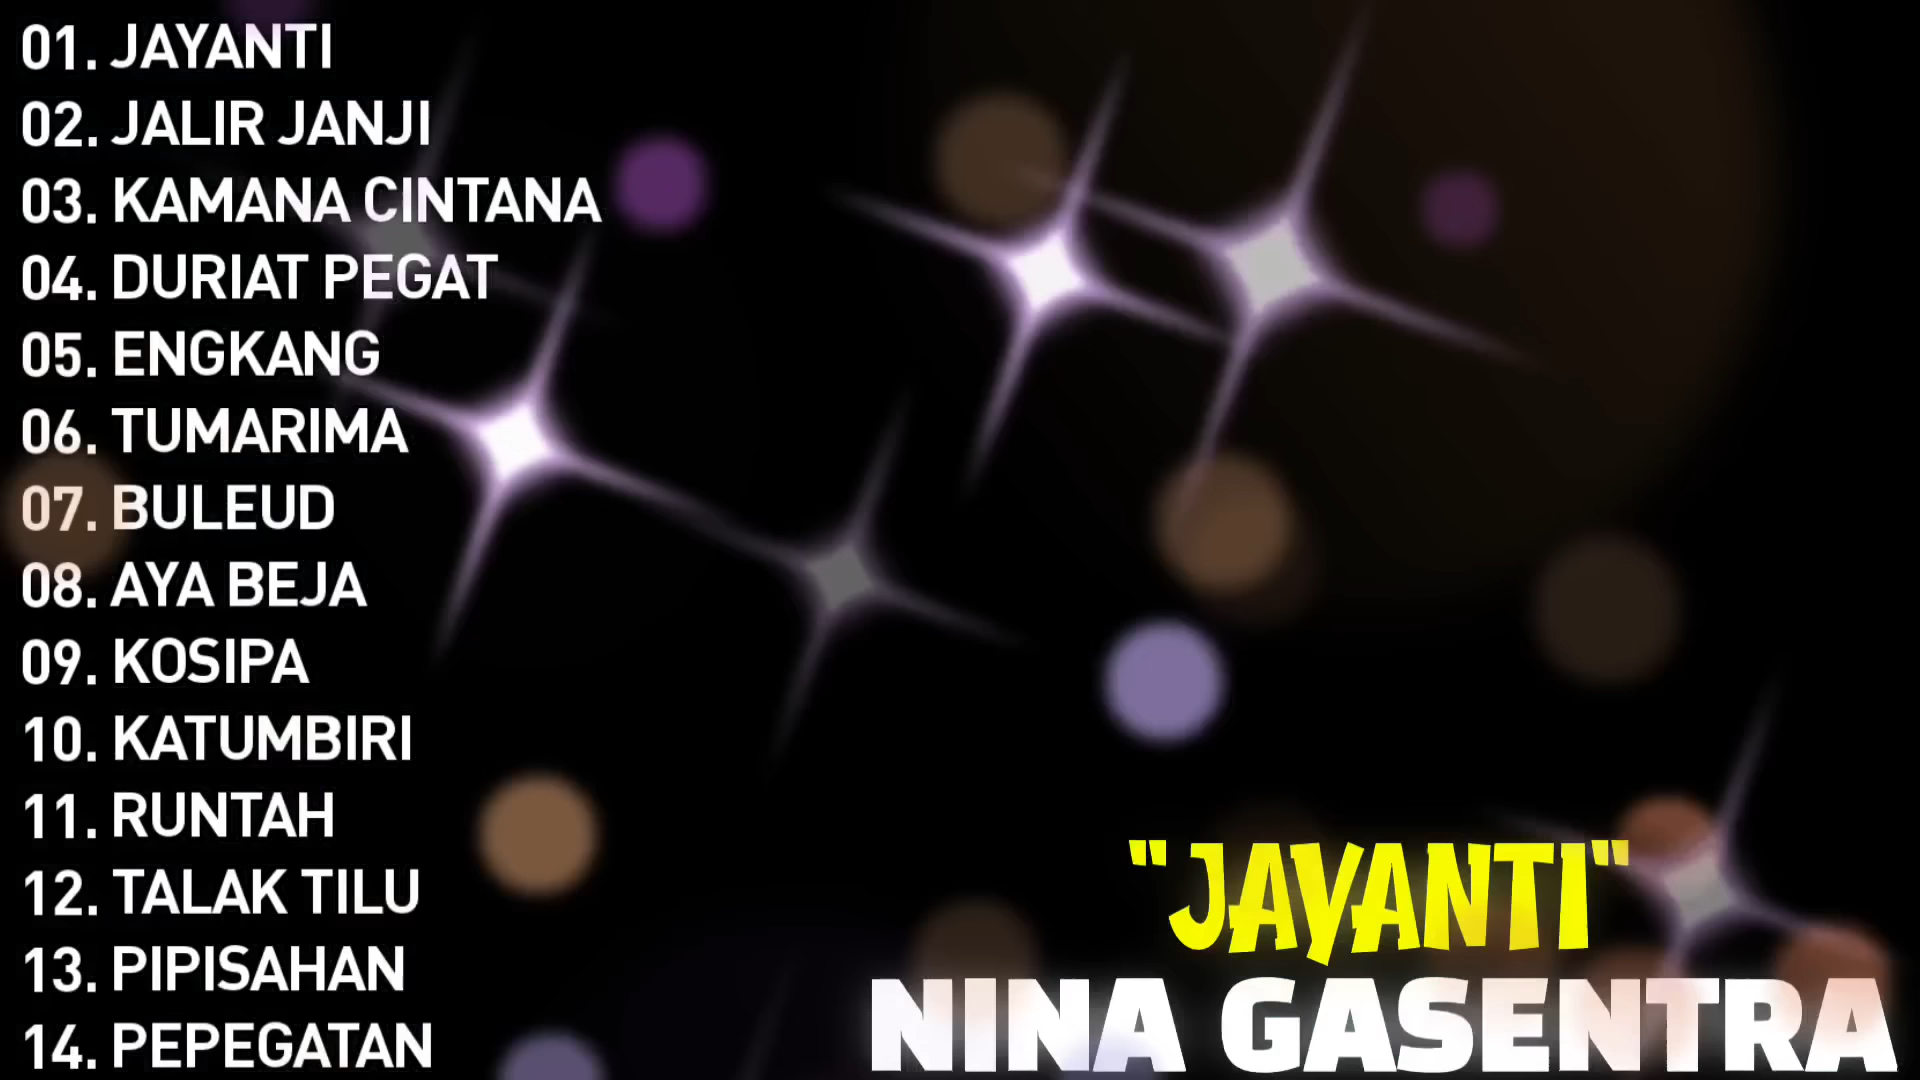 01. JAYANTI
02. JALIR JANJI
03. KAMANA CINTANA
04. DURIAT PEGAT
05. ENGKANG
06. TUMARIMA
07. BULEUD
08. AYA BEJA
09. KOSIPA
10. KATUMBIRI
11. RUNTAH
12. TALAK TILU
13. PIPISAHAN
14. PEPEGATAN
"JAYANTI"
NINA GASENTRA